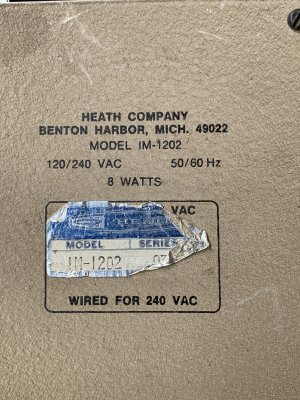 HEATH COMPANY
BENTON HARBOR, MICH. 49022
MODEL IM-1202
120/240 VAC 50/60 Hz
8 WATTS
VAC
MODEL SERIES
IM-1202
WIRED FOR 240 VAC